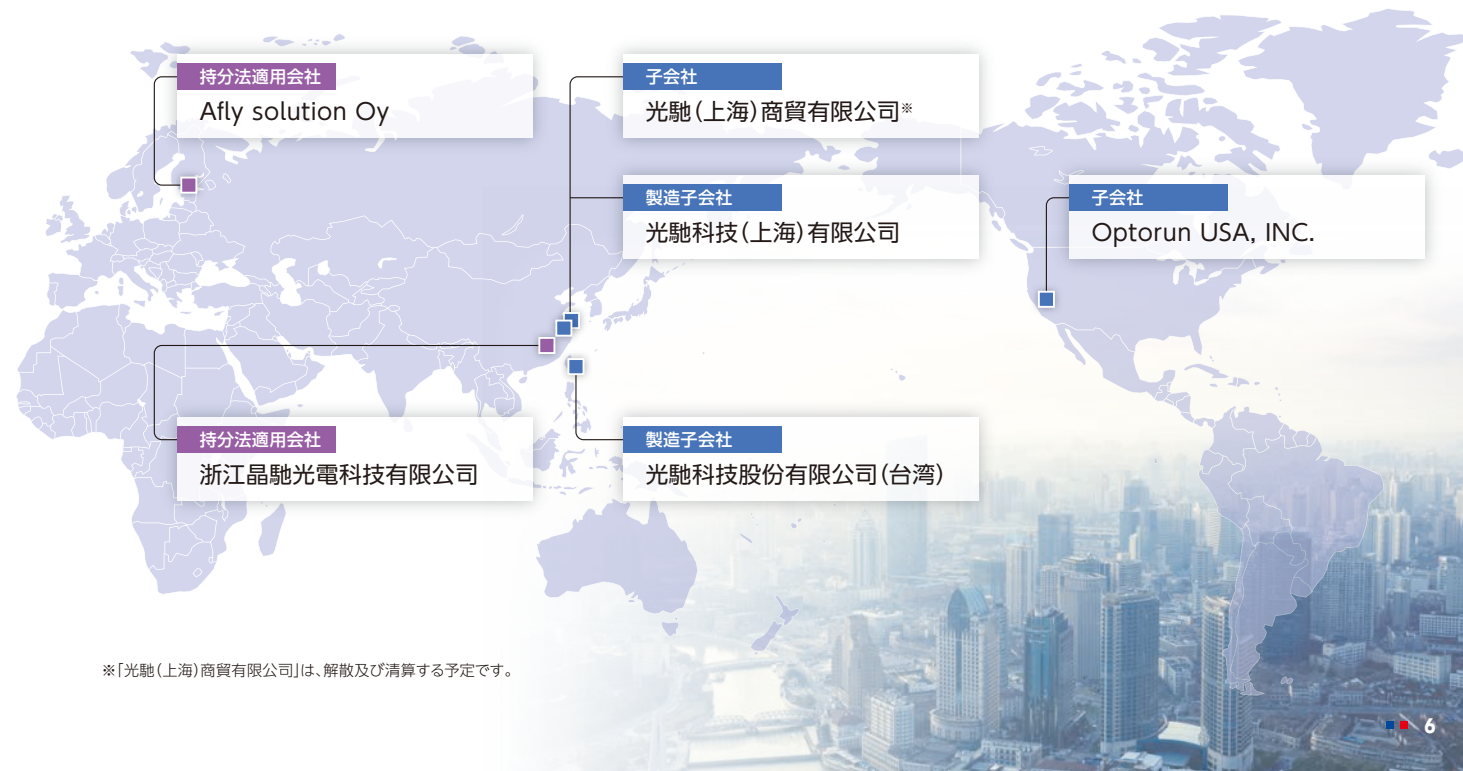 持分法適用会社
Afly solution Oy
子会社
光馳(上海)商貿有限公司※
製造子会社
光馳科技(上海)有限公司
子会社
Optorun USA, INC.
持分法適用会社
浙江晶馳光電科技有限公司
製造子会社
光馳科技股份有限公司(台湾)
※「光馳(上海)商貿有限公司」は、解散及び清算する予定です。
6